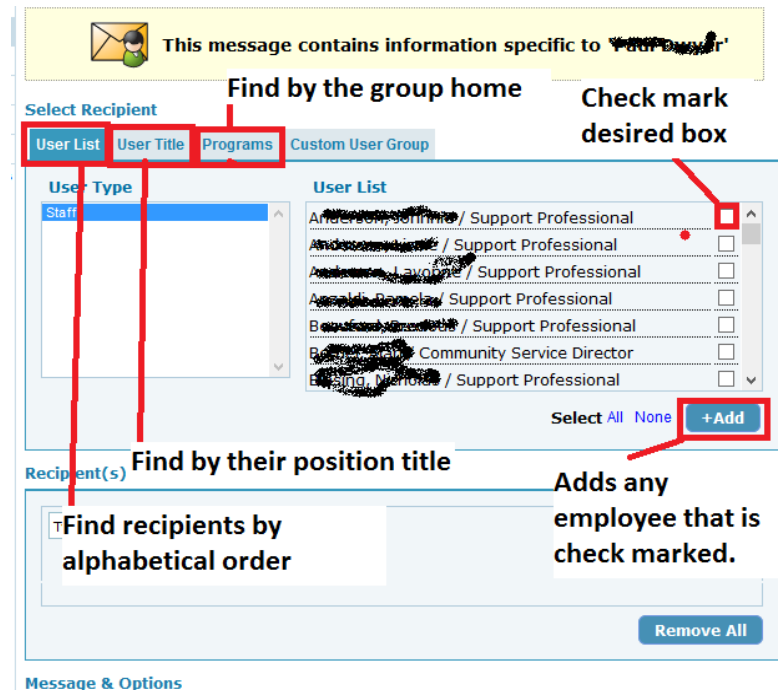 This message contains information specific to '
Find by the group home
Select Recipient
Check mark
desired box
User List User Title Programs Custom User Group
User Type
User List
Staff
/ Support Professional
/ Support Professional
/ Support Professional
/ Support Professional
/ Support Professional
Community Service Director
/ Support Professional
Select All None +Add
Find by their position title
Recipient(s)
Adds any
employee that is
check marked.
Find recipients by
alphabetical order
Remove All
Message & Options